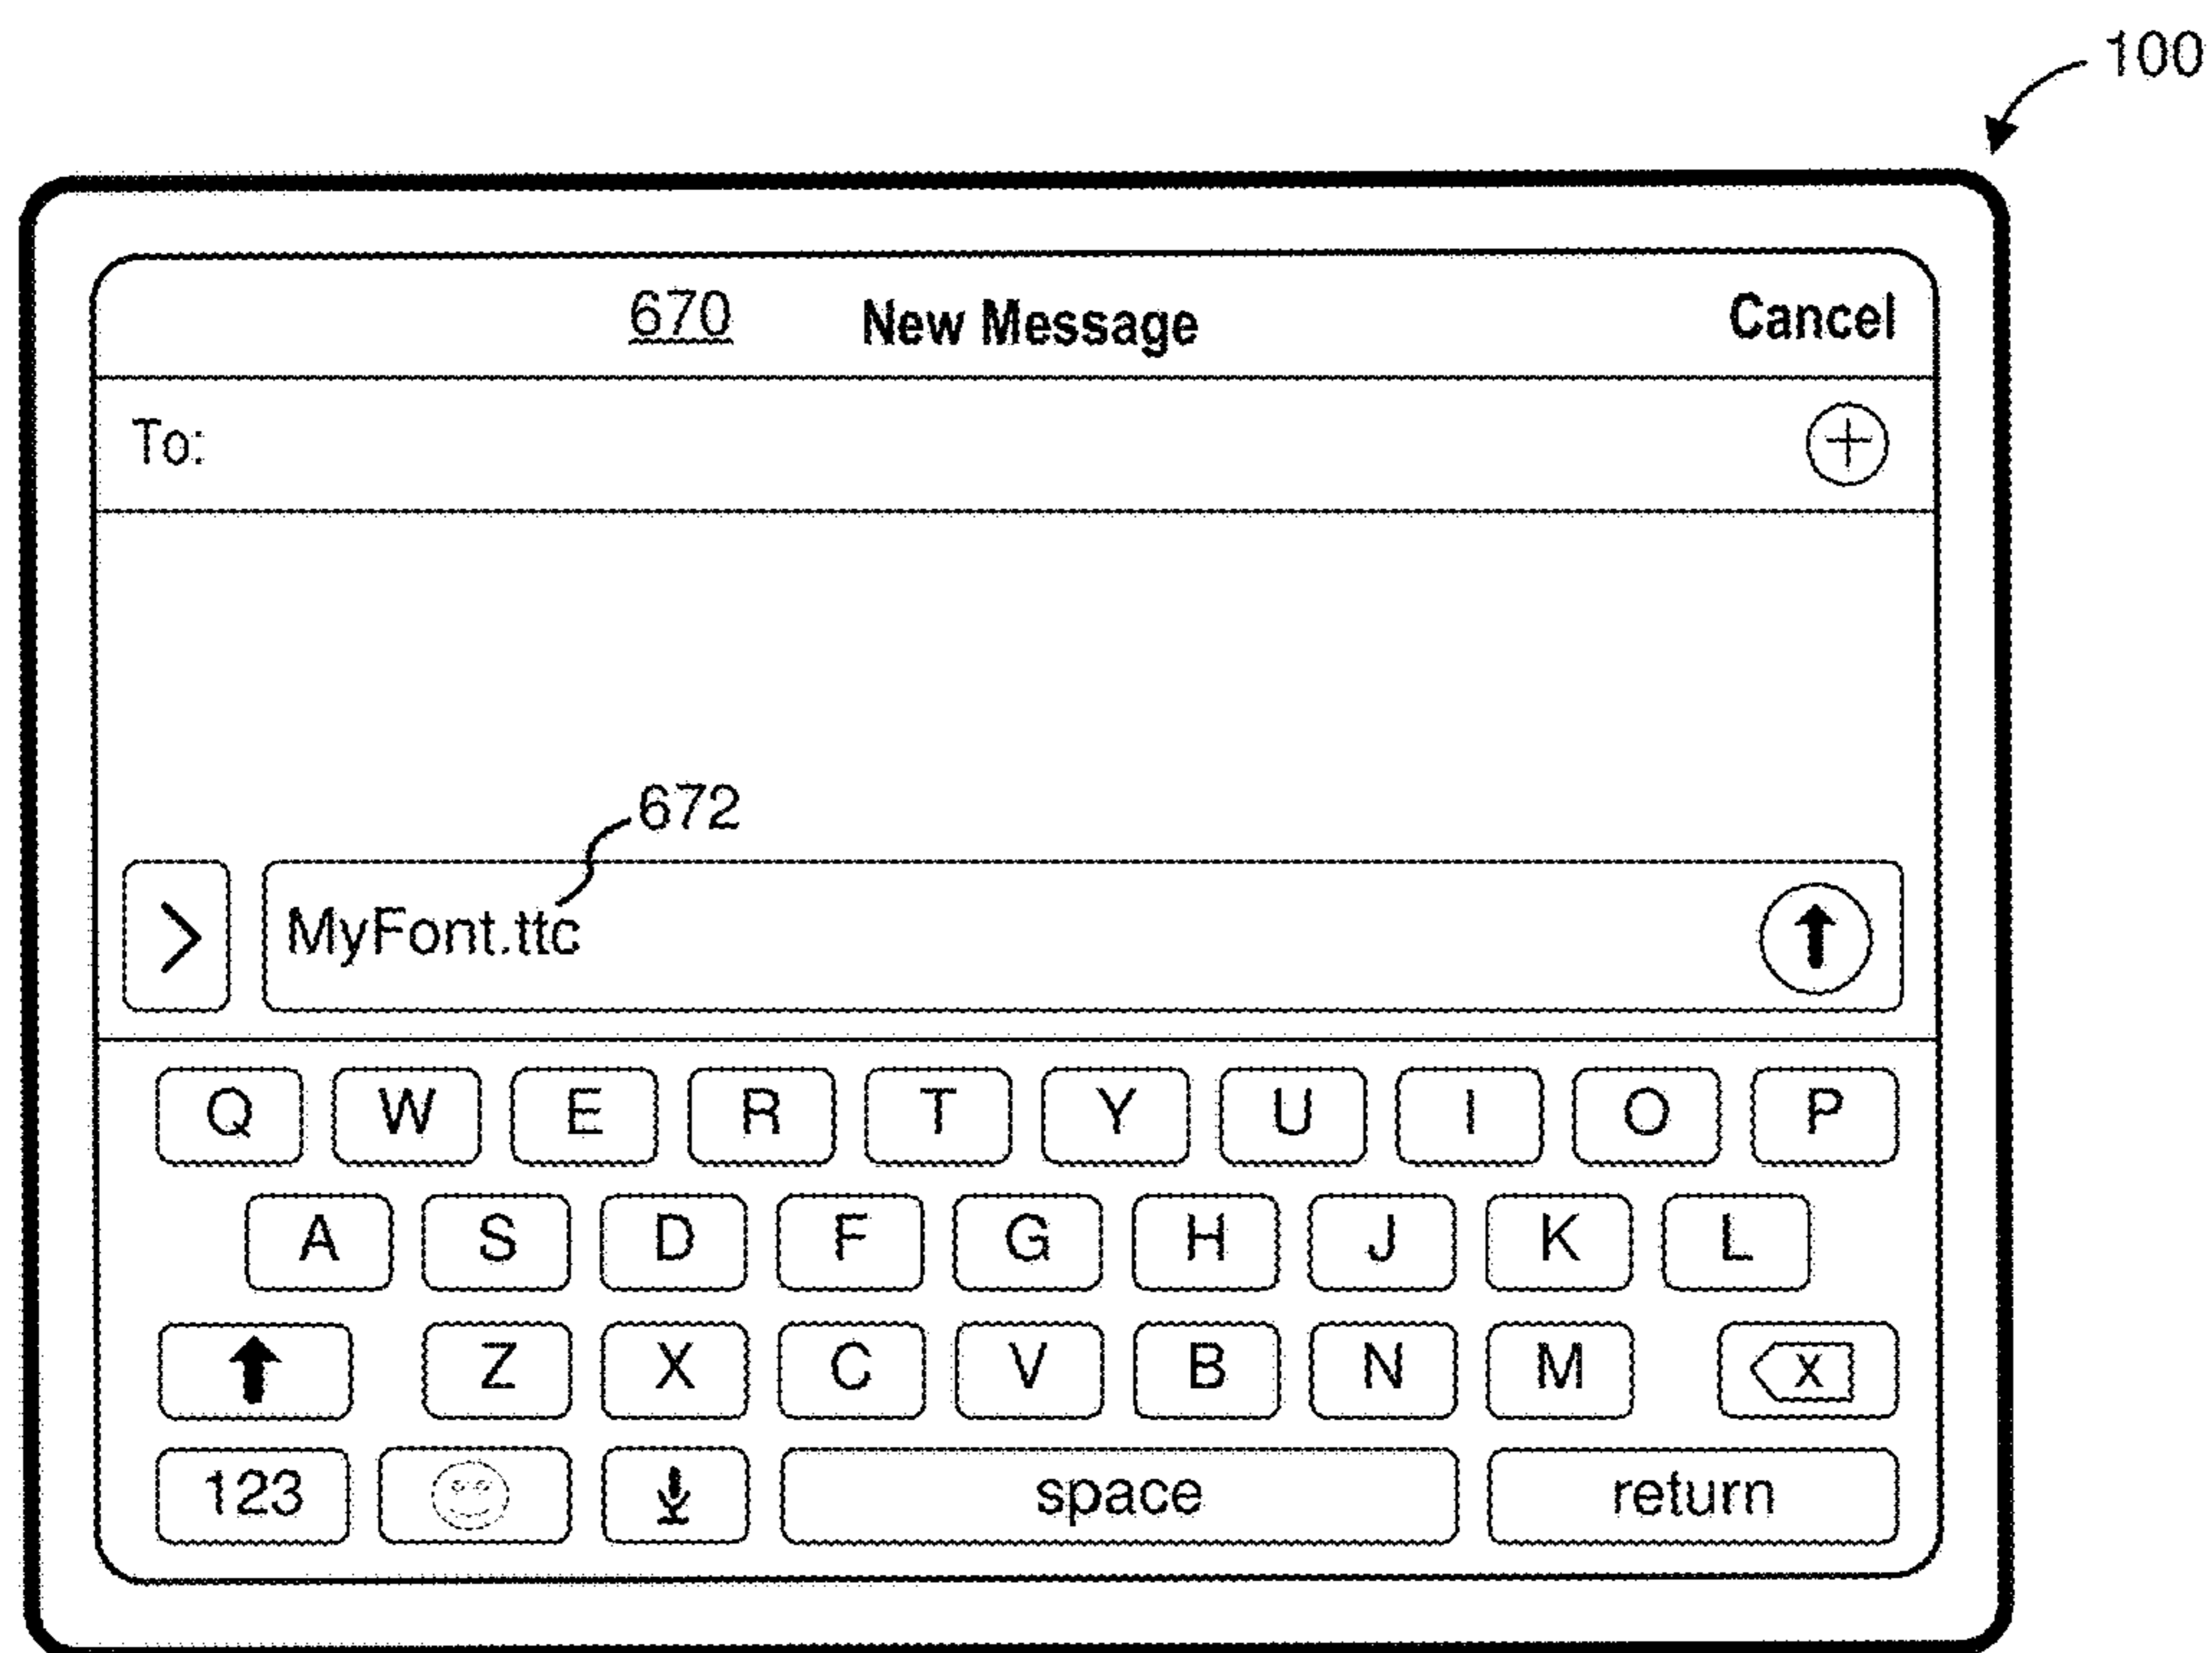 100
670 New Message Cancel
To:
672
MyFont.ttc
Q W E R T Y U I O P
A S D F G H J K L
Z X C V B N M X
123 space return